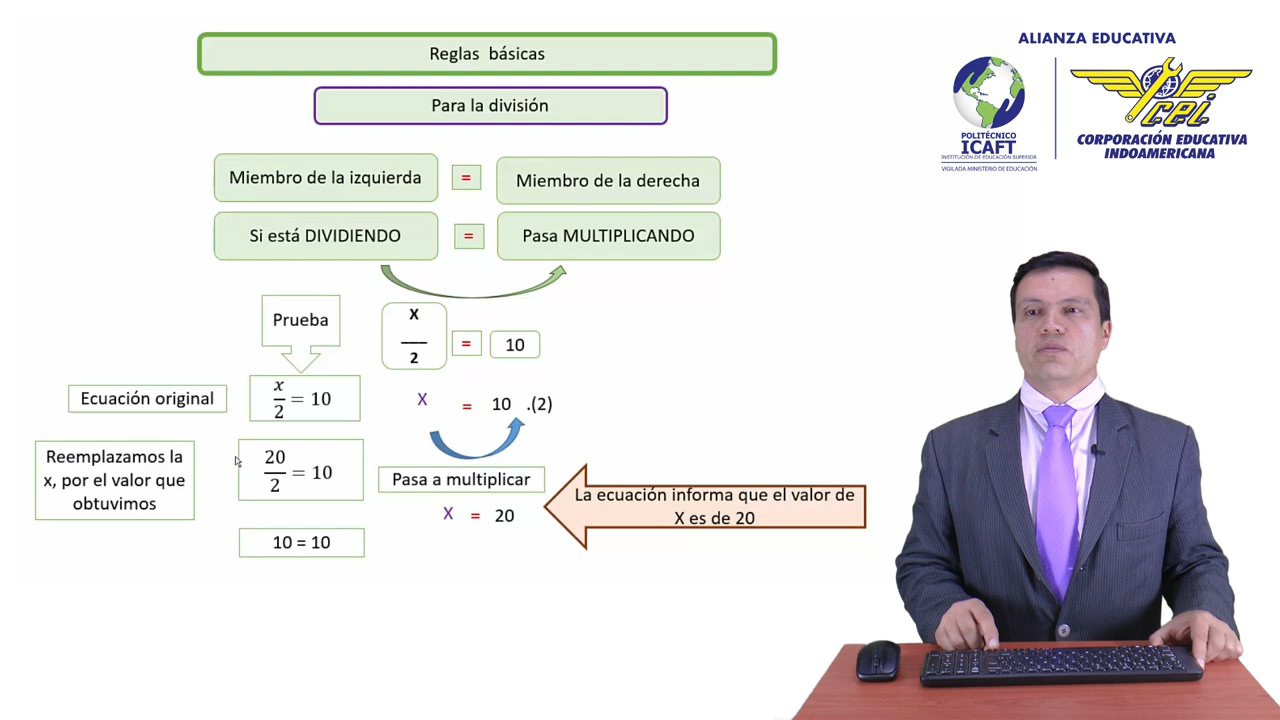 Reglas básicas
Para la división
Miembro de la izquierda = Miembro de la derecha
Si está DIVIDIENDO = Pasa MULTIPLICANDO
Prueba
X
2
= 10
Ecuación original
x
2
= 10
X = 10 .(2)
Reemplazamos la
x, por el valor que
obtuvimos
20
2
= 10
Pasa a multiplicar
X = 20
La ecuación informa que el valor de
X es de 20
10 = 10
ALIANZA EDUCATIVA
POLITÉCNICO
ICAFT
INSTITUCIÓN DE EDUCACIÓN SUPERIOR
VIGILADA MINISTERIO DE EDUCACIÓN
cei
CORPORACIÓN EDUCATIVA
INDOAMERICANA